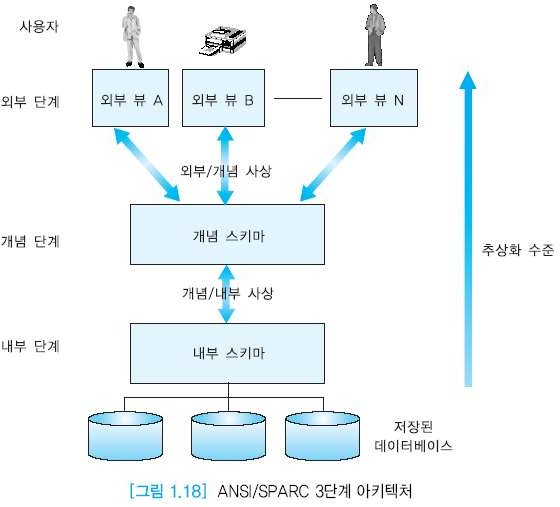 사용자
외부 단계
외부 뷰 A
외부 뷰 B
외부 뷰 N
외부/개념 사상
개념 단계
개념 스키마
추상화 수준
개념/내부 사상
내부 단계
내부 스키마
저장된
데이터베이스
[그림 1.18] ANSI/SPARC 3단계 아키텍처